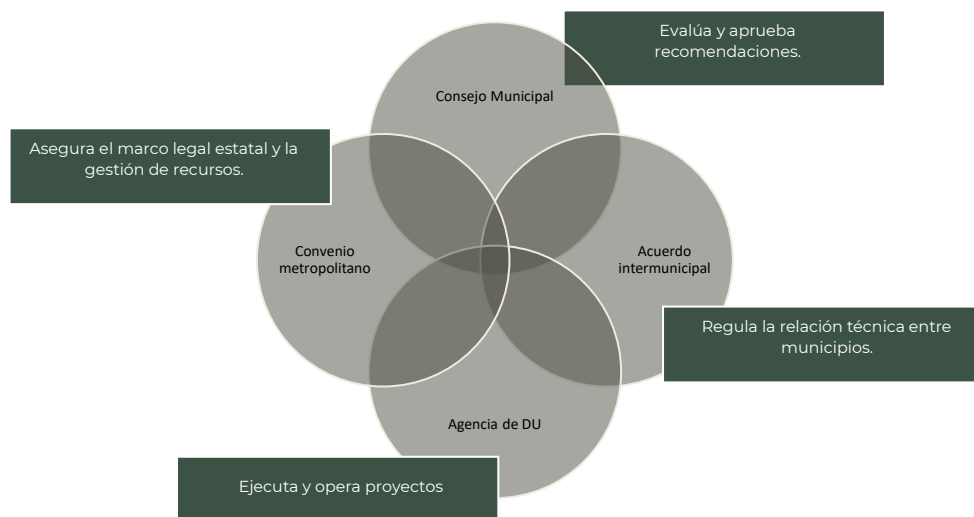 Evalúa y aprueba
recomendaciones.
Consejo Municipal
Asegura el marco legal estatal y la
gestión de recursos.
Convenio
metropolitano
Acuerdo
intermunicipal
Regula la relación técnica entre
municipios.
Agencia de DU
Ejecuta y opera proyectos